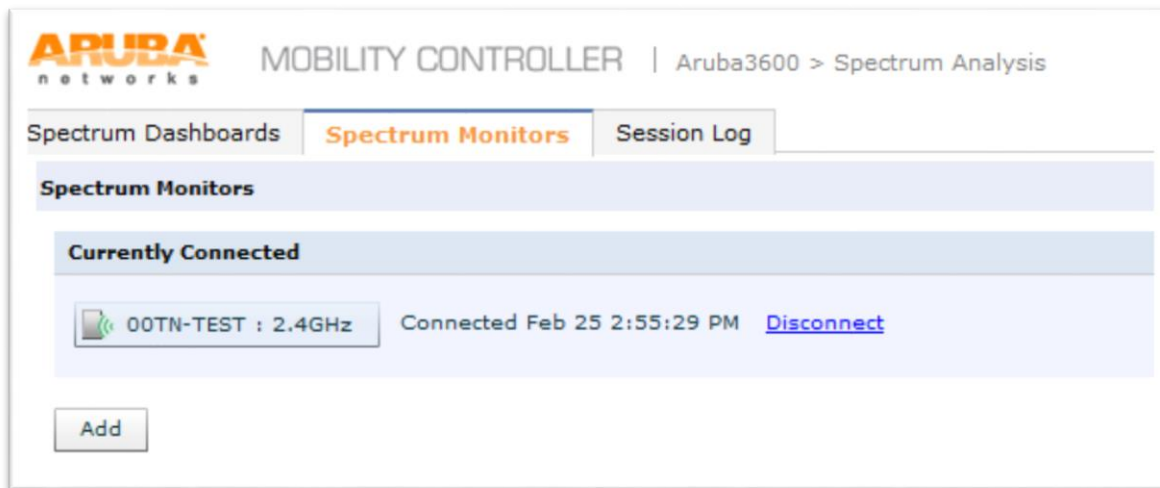 ARUBA
networks
MOBILITY CONTROLLER | Aruba3600 > Spectrum Analysis
Spectrum Dashboards Spectrum Monitors Session Log
Spectrum Monitors
Currently Connected
00TN-TEST : 2.4GHz Connected Feb 25 2:55:29 PM Disconnect
Add